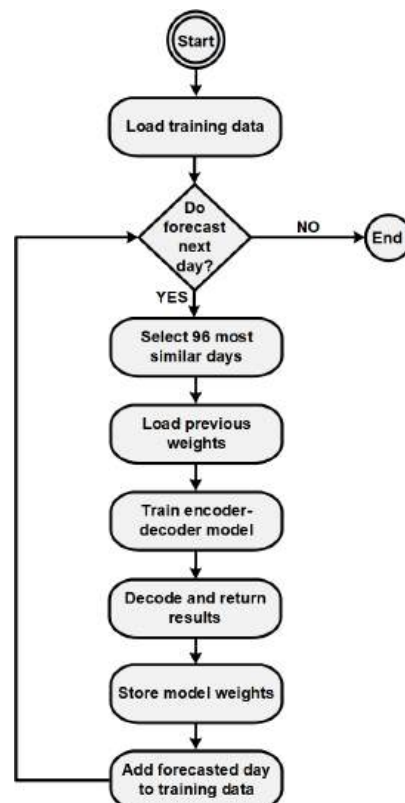 Start
Load training data
Do
forecast
next
day?
NO
End
YES
Select 96 most
similar days
Load previous
weights
Train encoder-
decoder model
Decode and return
results
Store model weights
Add forecasted day
to training data